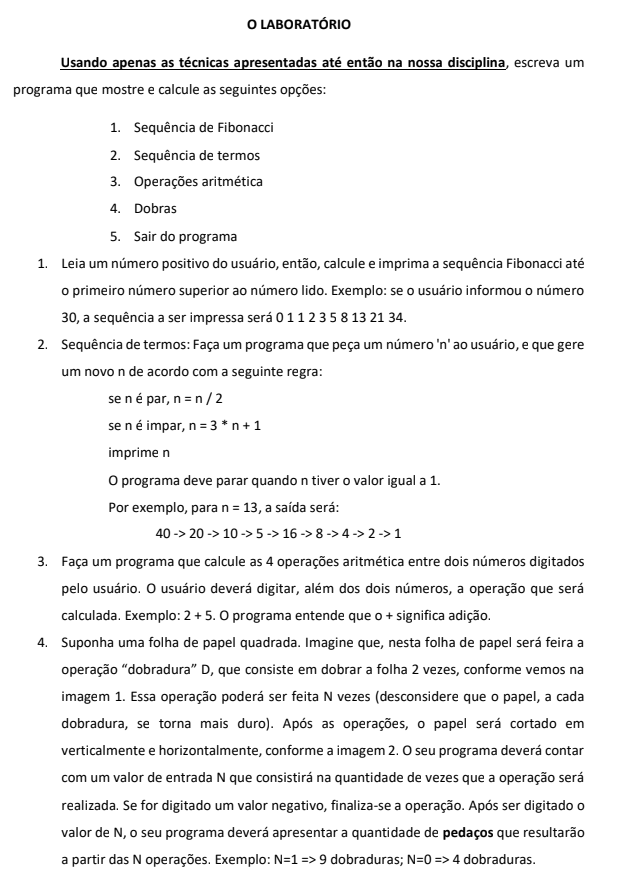 O LABORATÓRIO
Usando apenas as técnicas apresentadas até então na nossa disciplina, escreva um
programa que mostre e calcule as seguintes opções:
1. Sequência de Fibonacci
2. Sequência de termos
3. Operações aritmética
4. Dobras
5. Sair do programa
1. Leia um número positivo do usuário, então, calcule e imprima a sequência Fibonacci até
o primeiro número superior ao número lido. Exemplo: se o usuário informou o número
30, a sequência a ser impressa será 0 1 1 2 3 5 8 13 21 34.
2. Sequência de termos: Faça um programa que peça um número 'n' ao usuário, e que gere
um novo n de acordo com a seguinte regra:
se n é par, n = n / 2
se n é impar, n = 3 * n + 1
imprime n
O programa deve parar quando n tiver o valor igual a 1.
Por exemplo, para n = 13, a saída será:
40 -> 20 -> 10 -> 5 -> 16 -> 8 -> 4 -> 2 -> 1
3. Faça um programa que calcule as 4 operações aritmética entre dois números digitados
pelo usuário. O usuário deverá digitar, além dos dois números, a operação que será
calculada. Exemplo: 2 + 5. O programa entende que o + significa adição.
4. Suponha uma folha de papel quadrada. Imagine que, nesta folha de papel será feira a
operação “dobradura” D, que consiste em dobrar a folha 2 vezes, conforme vemos na
imagem 1. Essa operação poderá ser feita N vezes (desconsidere que o papel, a cada
dobradura, se torna mais duro). Após as operações, o papel será cortado em
verticalmente e horizontalmente, conforme a imagem 2. O seu programa deverá contar
com um valor de entrada N que consistirá na quantidade de vezes que a operação será
realizada. Se for digitado um valor negativo, finaliza-se a operação. Após ser digitado o
valor de N, o seu programa deverá apresentar a quantidade de pedaços que resultarão
a partir das N operações. Exemplo: N=1 => 9 dobraduras; N=0 => 4 dobraduras.